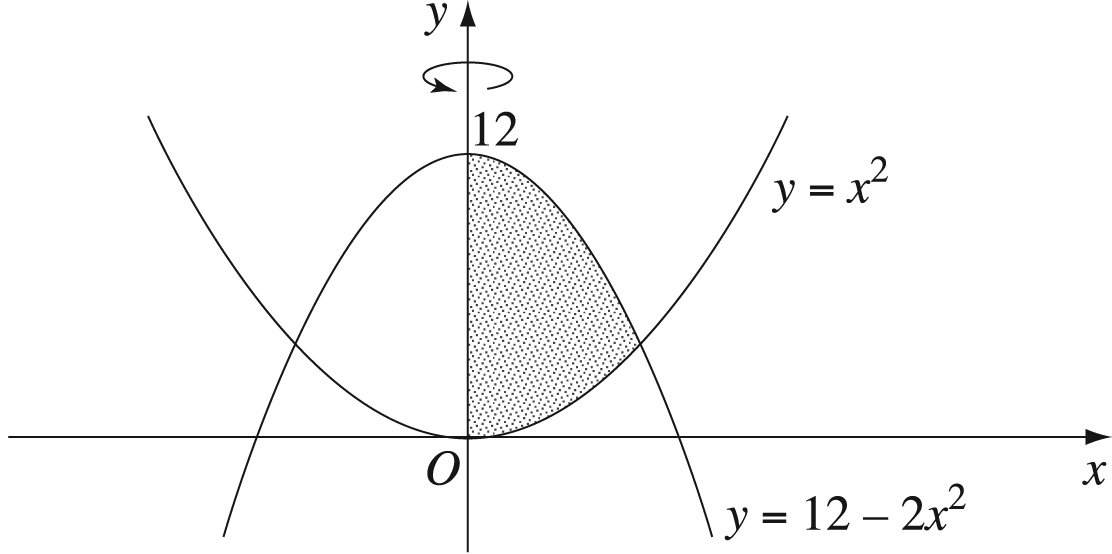 y
12
y = x²
O
x
y = 12 – 2x²